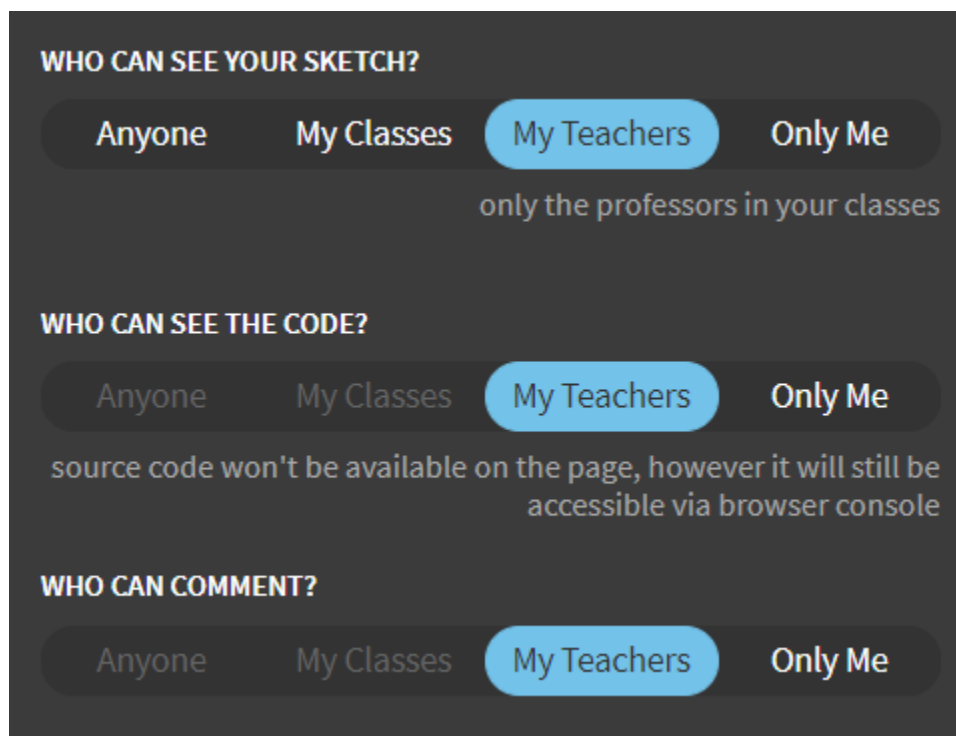 WHO CAN SEE YOUR SKETCH?
Anyone My Classes My Teachers Only Me
only the professors in your classes
WHO CAN SEE THE CODE?
Anyone My Classes My Teachers Only Me
source code won't be available on the page, however it will still be
accessible via browser console
WHO CAN COMMENT?
Anyone My Classes My Teachers Only Me